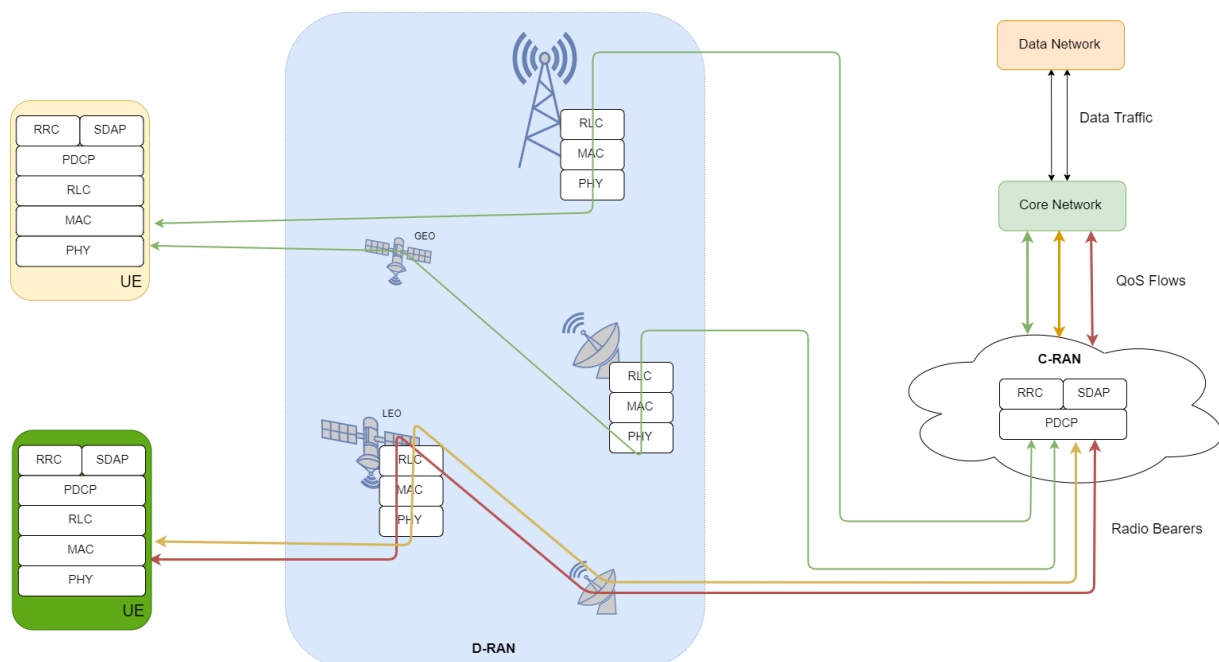 Data Network
Data Traffic
Core Network
QoS Flows
C-RAN
RRC SDAP
PDCP
Radio Bearers
RRC SDAP
PDCP
RLC
MAC
PHY
UE
RRC SDAP
PDCP
RLC
MAC
PHY
UE
RLC
MAC
PHY
GEO
RLC
MAC
PHY
LEO
RLC
MAC
PHY
D-RAN